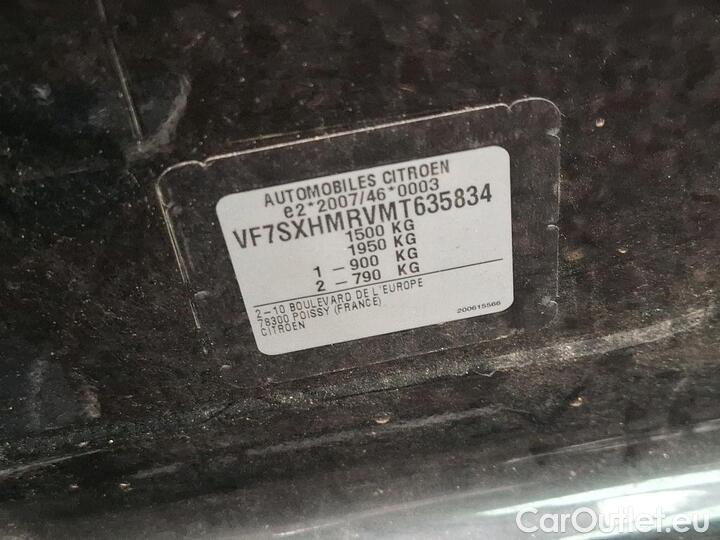 AUTOMOBILES CITROEN
e2*2007/46*0003
VF7SXHMRVMT635834
1500 KG
1950 KG
1 – 900 KG
2 – 790 KG
2–10 BOULEVARD DE L'EUROPE
78300 POISSY (FRANCE)
CITROEN
200615566
CarOutlet.eu